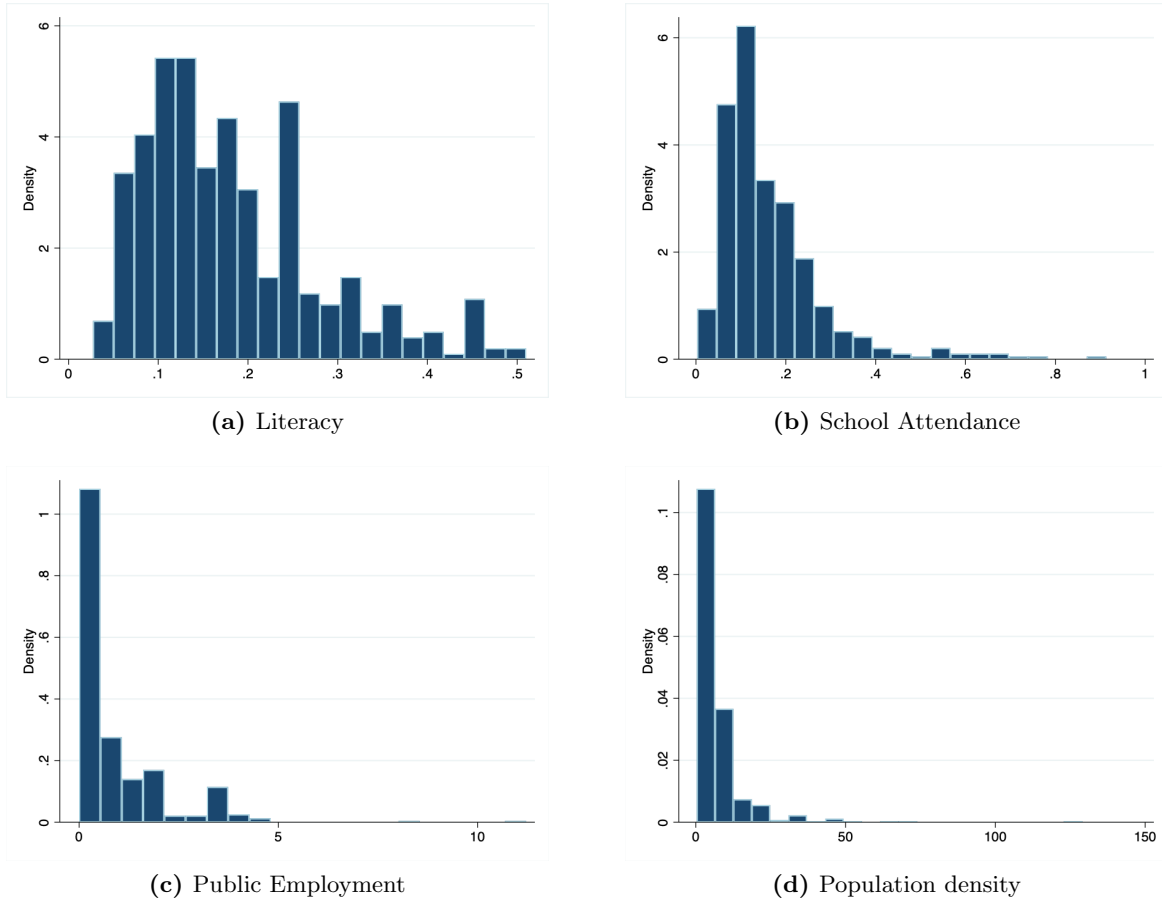 Density
6
4
2
0
0 .1 .2 .3 .4 .5
(a) Literacy
Density
6
4
2
0
0 .2 .4 .6 .8 1
(b) School Attendance
Density
1
.8
.6
.4
.2
0
0 5 10
(c) Public Employment
Density
.1
.08
.06
.04
.02
0
0 50 100 150
(d) Population density